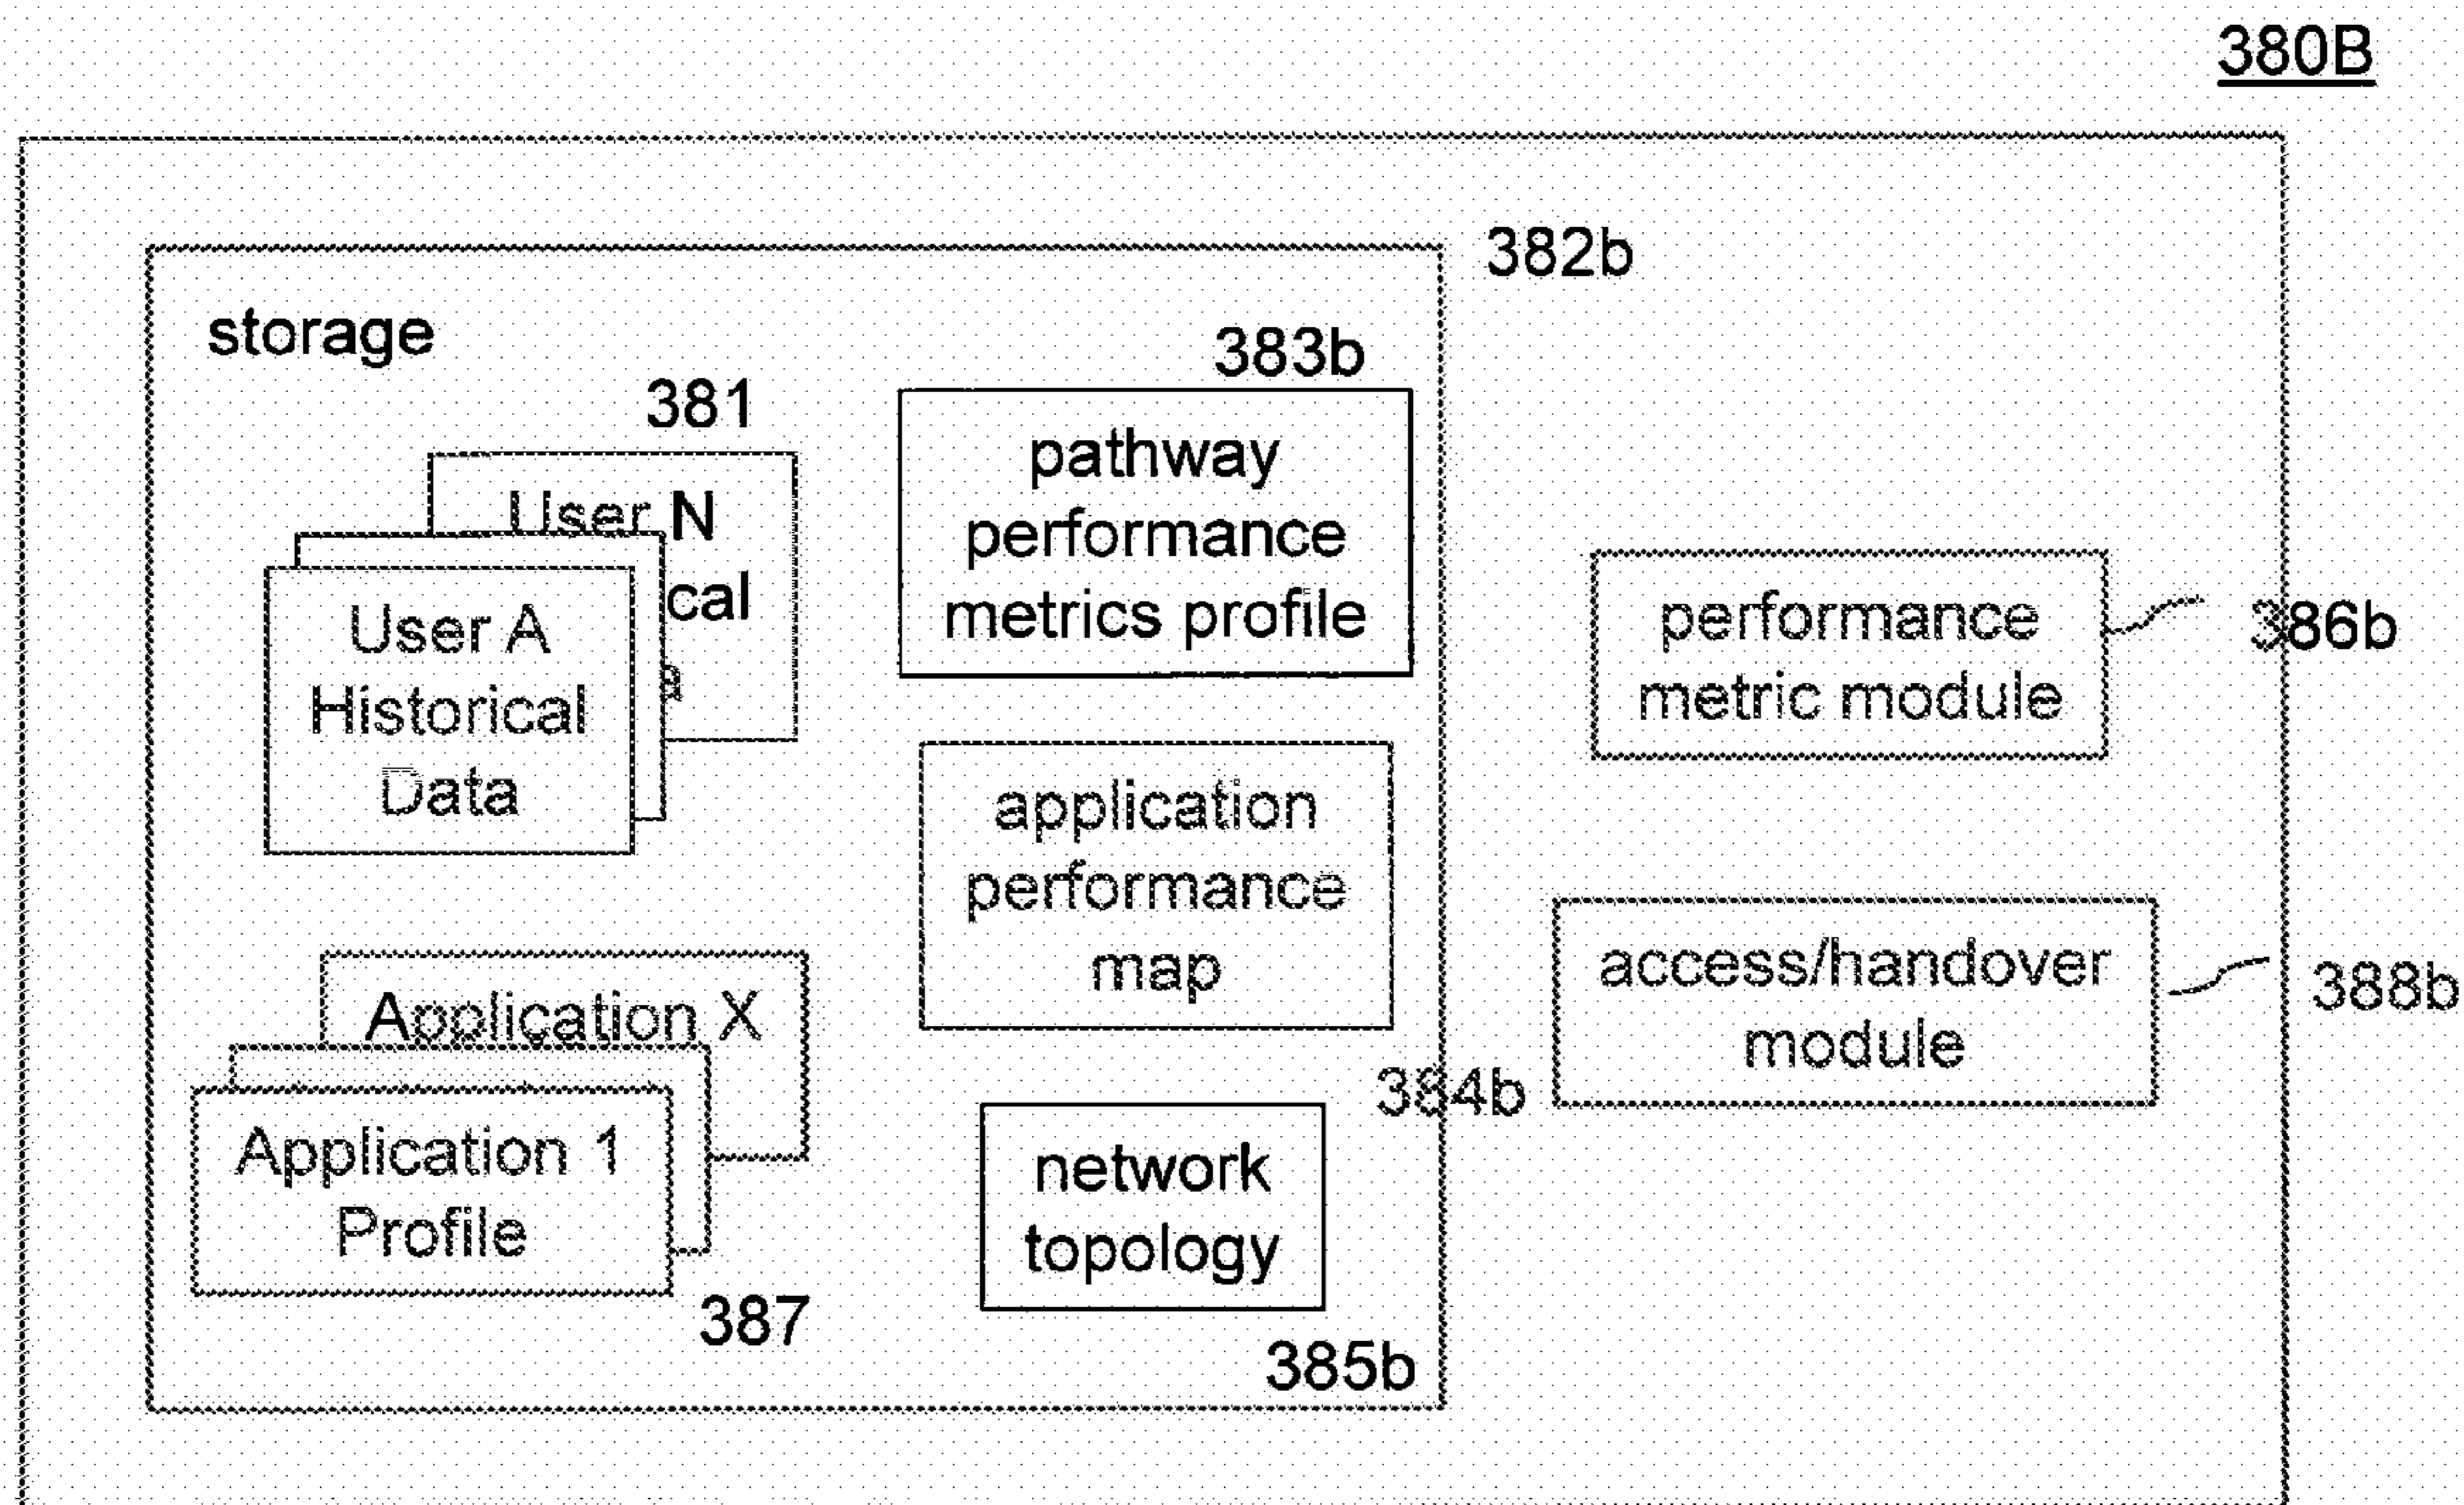 380B
382b
storage
383b
381
pathway
performance
metrics profile
User N
cal
a
User A
Historical
Data
performance
metric module
386b
application
performance
map
access/handover
module
388b
Application X
384b
Application 1
Profile
387
network
topology
385b